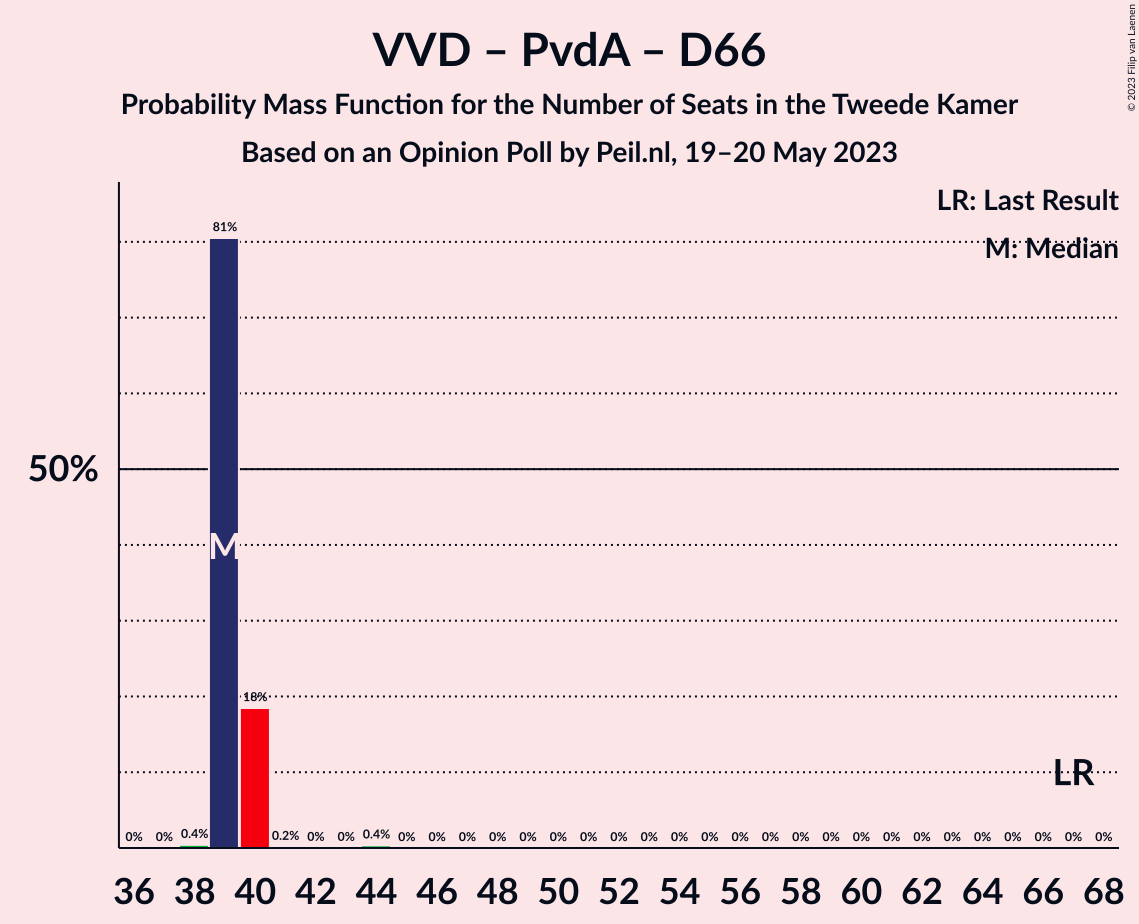 VVD – PvdA – D66
Probability Mass Function for the Number of Seats in the Tweede Kamer
Based on an Opinion Poll by Peil.nl, 19–20 May 2023
© 2023 Filip van Laenen
LR: Last Result
M: Median
81%
50%
M
18%
LR
0% 0% 0.4% 0.2% 0% 0% 0.4% 0% 0% 0% 0% 0% 0% 0% 0% 0% 0% 0% 0% 0% 0% 0% 0% 0% 0% 0% 0% 0% 0% 0% 0%
36 38 40 42 44 46 48 50 52 54 56 58 60 62 64 66 68